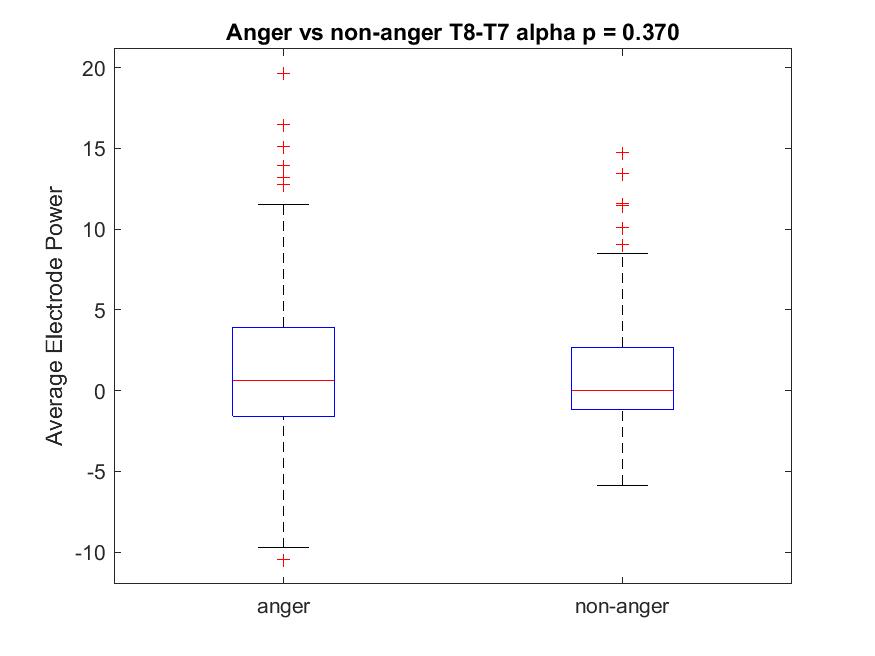 Anger vs non-anger T8-T7 alpha p = 0.370
Average Electrode Power
20
15
10
5
0
-5
-10
anger
non-anger